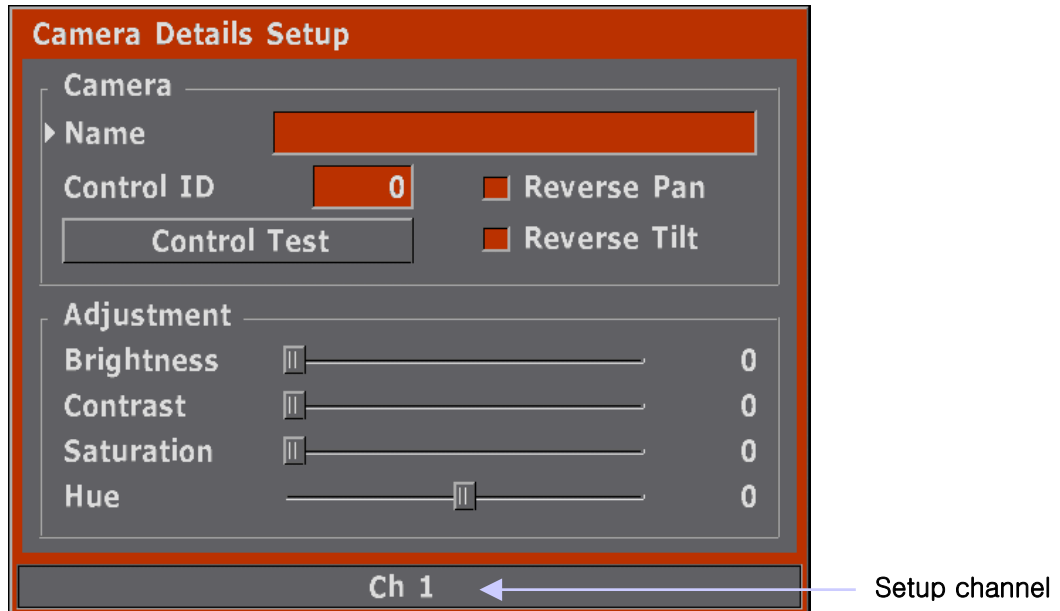 Camera Details Setup
Camera
Name
Control ID 0 Reverse Pan
Control Test Reverse Tilt
Adjustment
Brightness 0
Contrast 0
Saturation 0
Hue 0
Ch 1 Setup channel